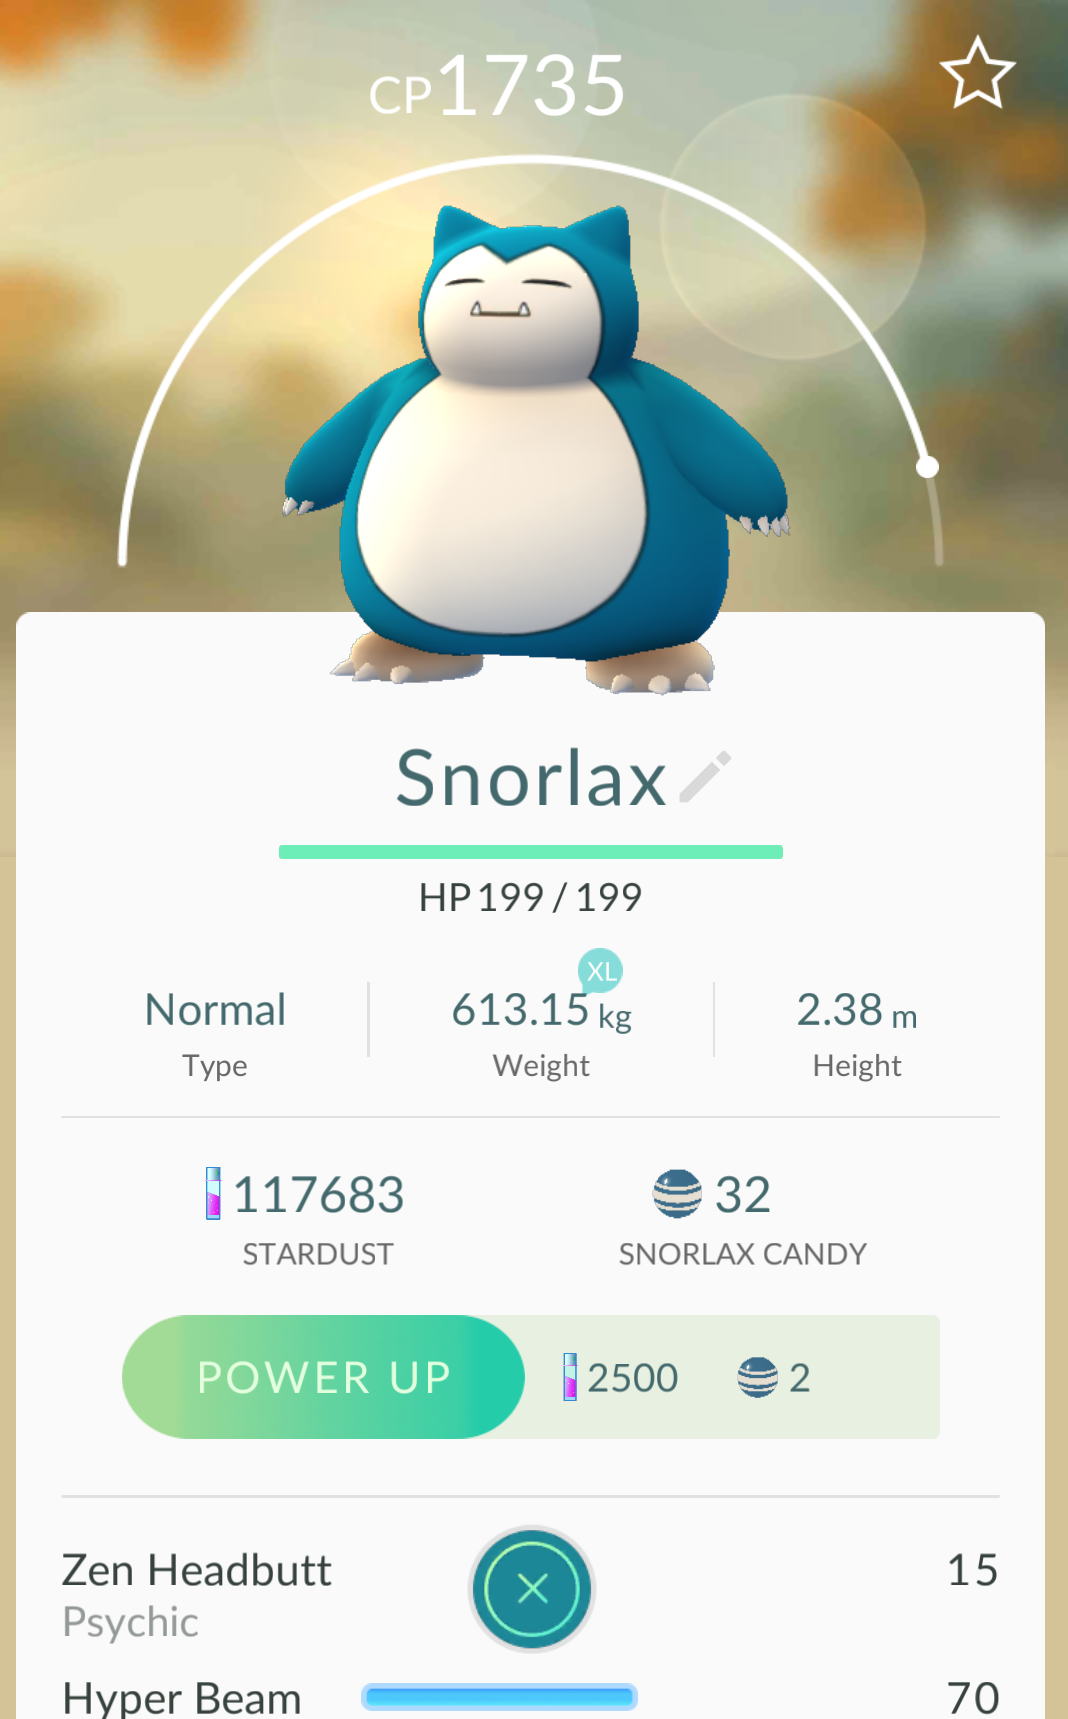 CP1735
Snorlax
HP 199 / 199
XL
Normal 613.15 kg 2.38 m
Type Weight Height
117683 32
STARDUST SNORLAX CANDY
POWER UP 2500 2
Zen Headbutt 15
Psychic
Hyper Beam 70